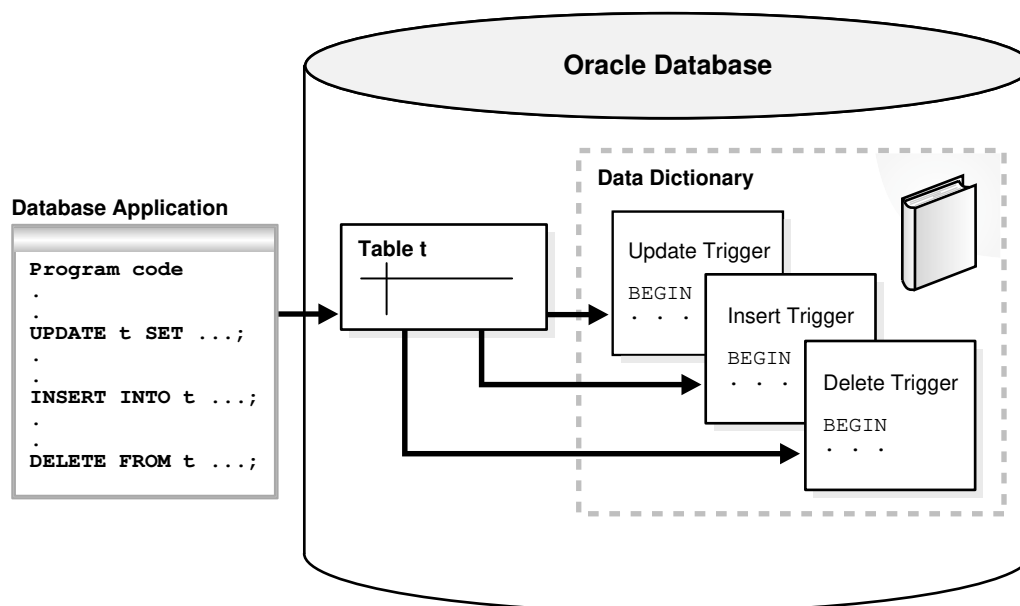 Oracle Database
Data Dictionary
Database Application
Program code
.
.
UPDATE t SET ...;
.
.
INSERT INTO t ...;
.
.
DELETE FROM t ...;
Table t
Update Trigger
BEGIN
. . .
Insert Trigger
BEGIN
. . .
Delete Trigger
BEGIN
. . .